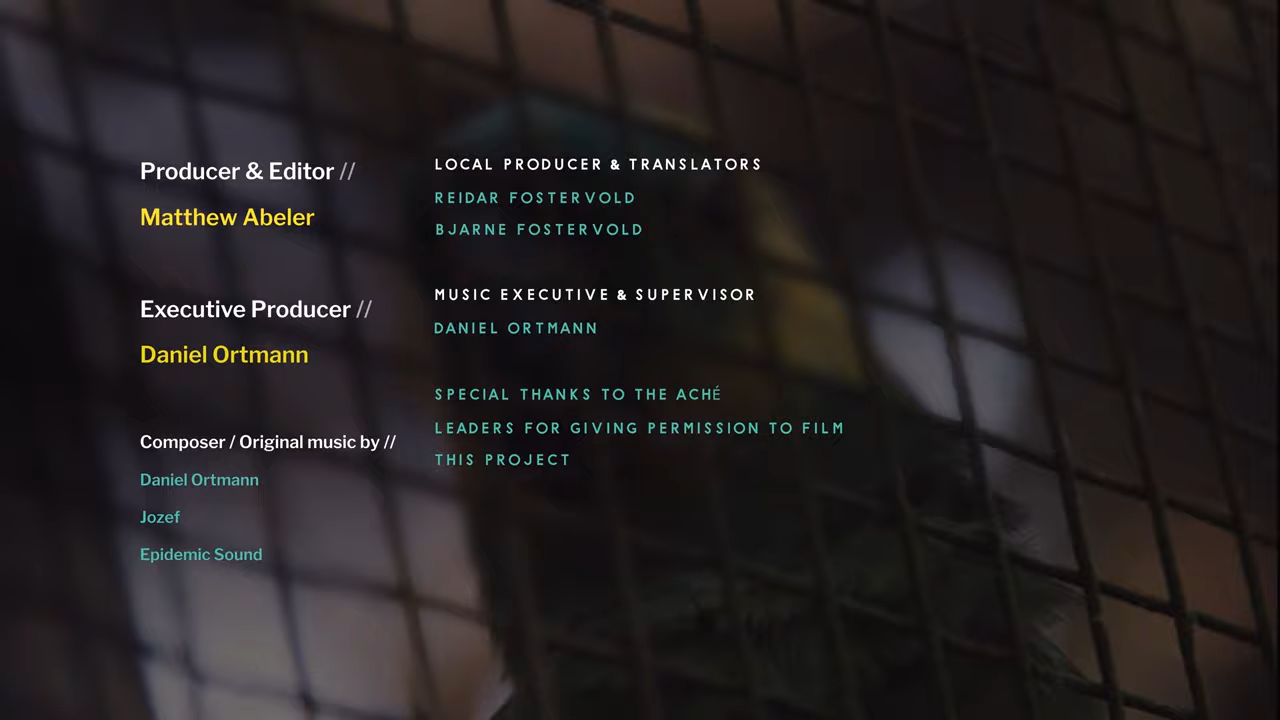 Producer & Editor //
Matthew Abeler
Executive Producer //
Daniel Ortmann
Composer / Original music by //
Daniel Ortmann
Jozef
Epidemic Sound
LOCAL PRODUCER & TRANSLATORS
REIDAR FOSTERVOLD
BJARNE FOSTERVOLD
MUSIC EXECUTIVE & SUPERVISOR
DANIEL ORTMANN
SPECIAL THANKS TO THE ACHÉ
LEADERS FOR GIVING PERMISSION TO FILM
THIS PROJECT